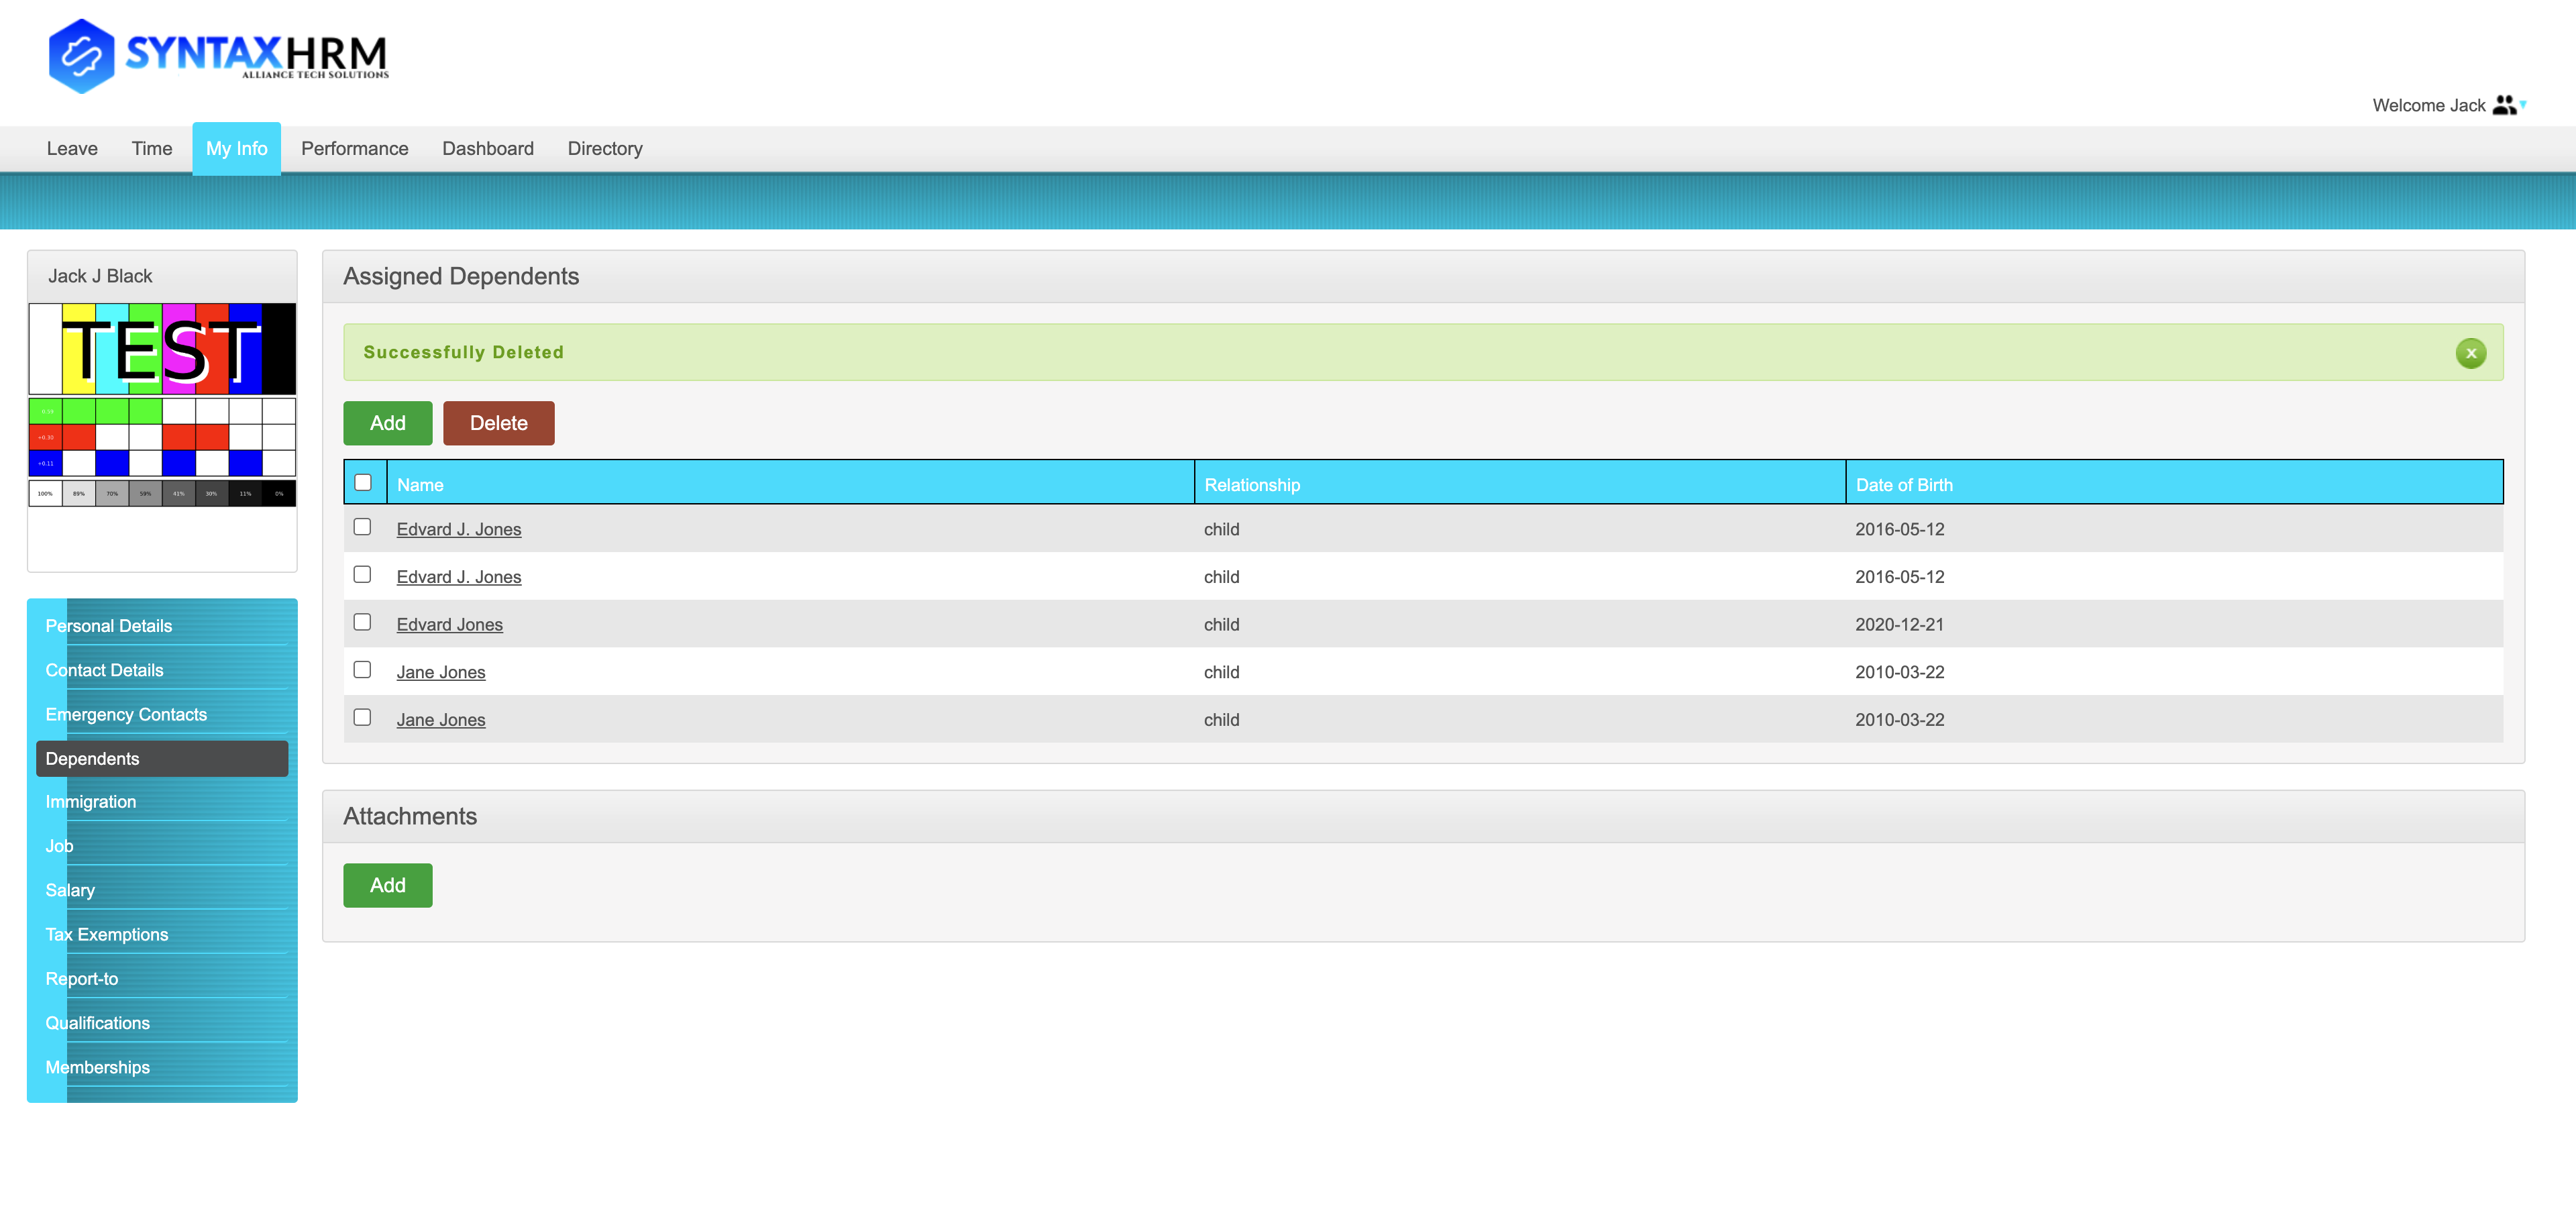 SYNTAXHRM
ALLIANCE TECH SOLUTIONS
Welcome Jack
Leave Time My Info Performance Dashboard Directory
Jack J Black
TEST
+0.30
+0.11
100% 89% 70% 59% 41% 30% 11% 0%
Personal Details
Contact Details
Emergency Contacts
Dependents
Immigration
Job
Salary
Tax Exemptions
Report-to
Qualifications
Memberships
Assigned Dependents
Successfully Deleted
x
Add Delete
Name Relationship Date of Birth
Edvard J. Jones child 2016-05-12
Edvard J. Jones child 2016-05-12
Edvard Jones child 2020-12-21
Jane Jones child 2010-03-22
Jane Jones child 2010-03-22
Attachments
Add